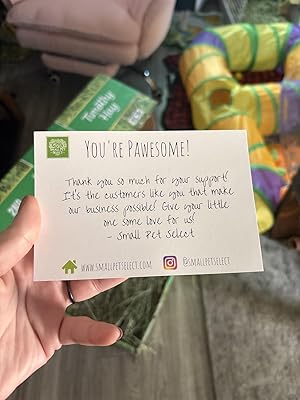 Timothy
Hay
You're Pawesome!
Thank you so much for your support!
It's the customers like you that make
our business possible! Give your little
one some love for us!
- Small Pet Select
www.smallpetselect.com
@smallpetselect